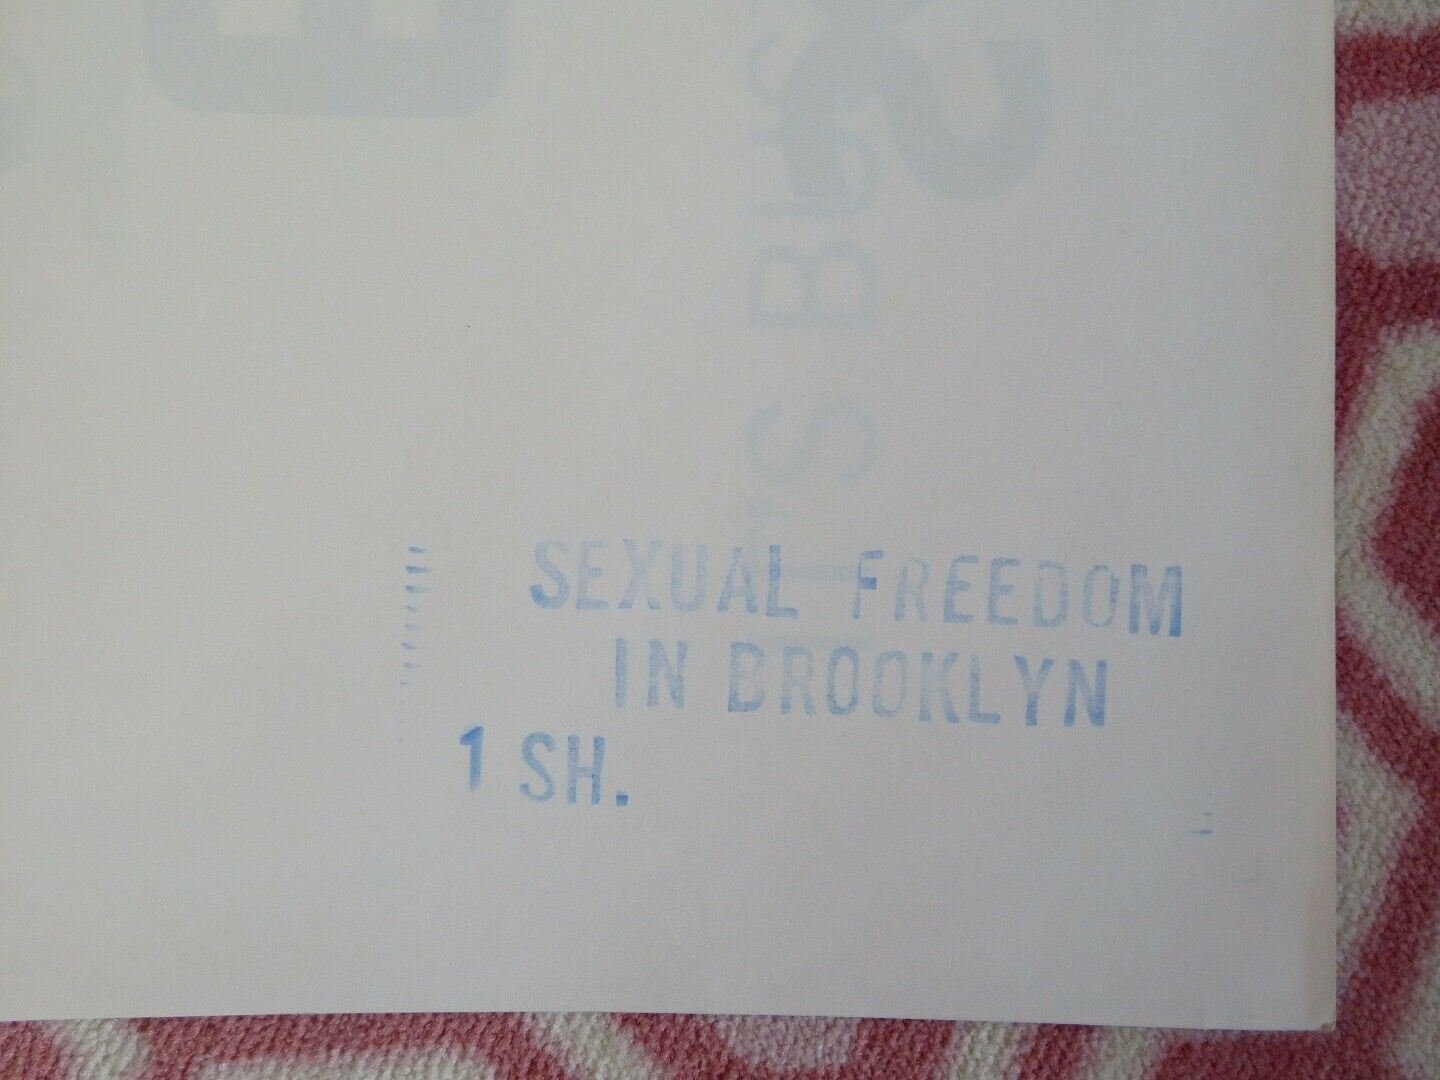 SEXUAL FREEDOM
IN BROOKLYN
1 SH.